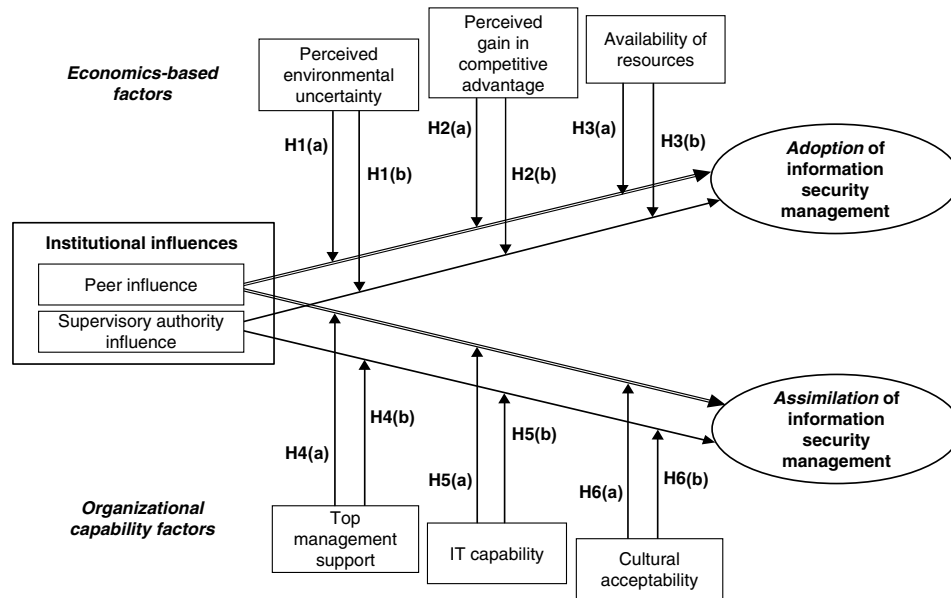 Economics-based
factors
Perceived
environmental
uncertainty
Perceived
gain in
competitive
advantage
Availability of
resources
H1(a)
H1(b)
H2(a)
H2(b)
H3(a)
H3(b)
Adoption of
information
security
management
Institutional influences
Peer influence
Supervisory authority
influence
Assimilation of
information
security
management
H4(a)
H4(b)
H5(a)
H5(b)
H6(a)
H6(b)
Organizational
capability factors
Top
management
support
IT capability
Cultural
acceptability